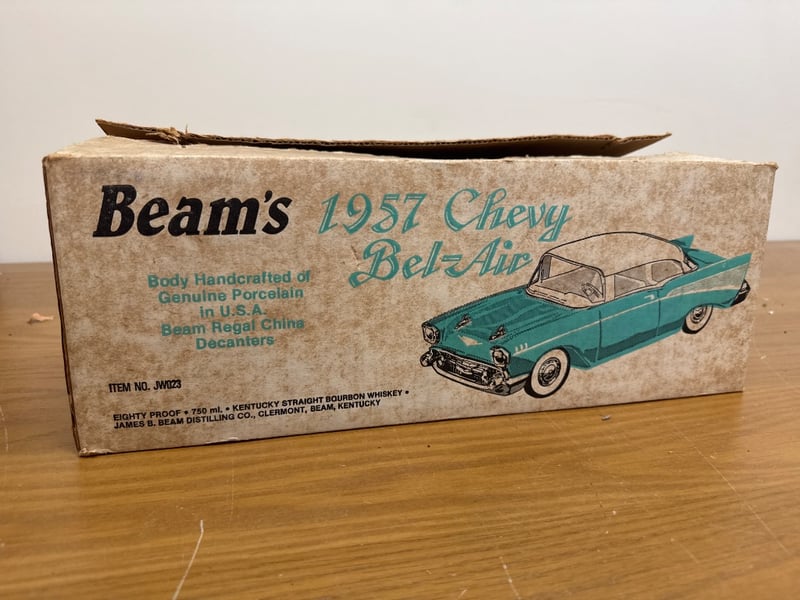 Beam's 1957 Chevy
Bel-Air
Body Handcrafted of
Genuine Porcelain
in U.S.A.
Beam Regal China
Decanters
ITEM NO. JW023
EIGHTY PROOF • 750 ml. • KENTUCKY STRAIGHT BOURBON WHISKEY •
JAMES B. BEAM DISTILLING CO., CLERMONT, BEAM, KENTUCKY